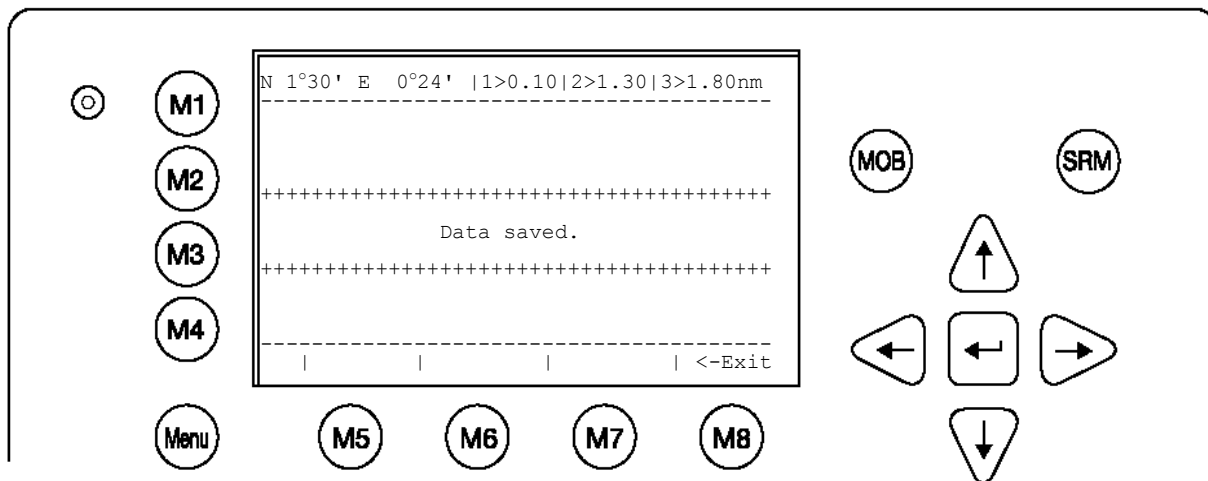 N 1°30' E  0°24' |1>0.10|2>1.30|3>1.80nm
----------------------------------------
++++++++++++++++++++++++++++++++++++++++
Data saved.
++++++++++++++++++++++++++++++++++++++++
----------------------------------------
| | | | <-Exit
M1
M2
M3
M4
Menu
M5
M6
M7
M8
MOB
SRM